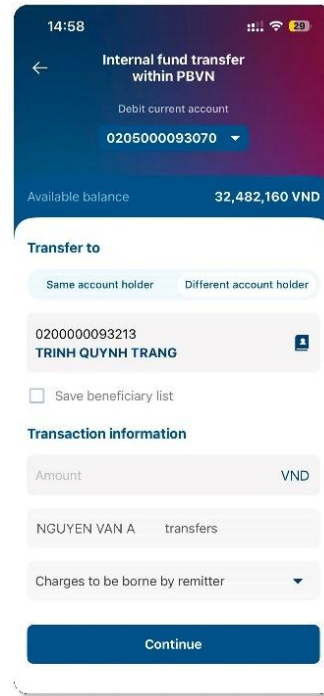 14:58
29
Internal fund transfer
within PBVN
Debit current account
0205000093070
Available balance 32,482,160 VND
Transfer to
Same account holder Different account holder
0200000093213
TRINH QUYNH TRANG
Save beneficiary list
Transaction information
Amount VND
NGUYEN VAN A transfers
Charges to be borne by remitter
Continue